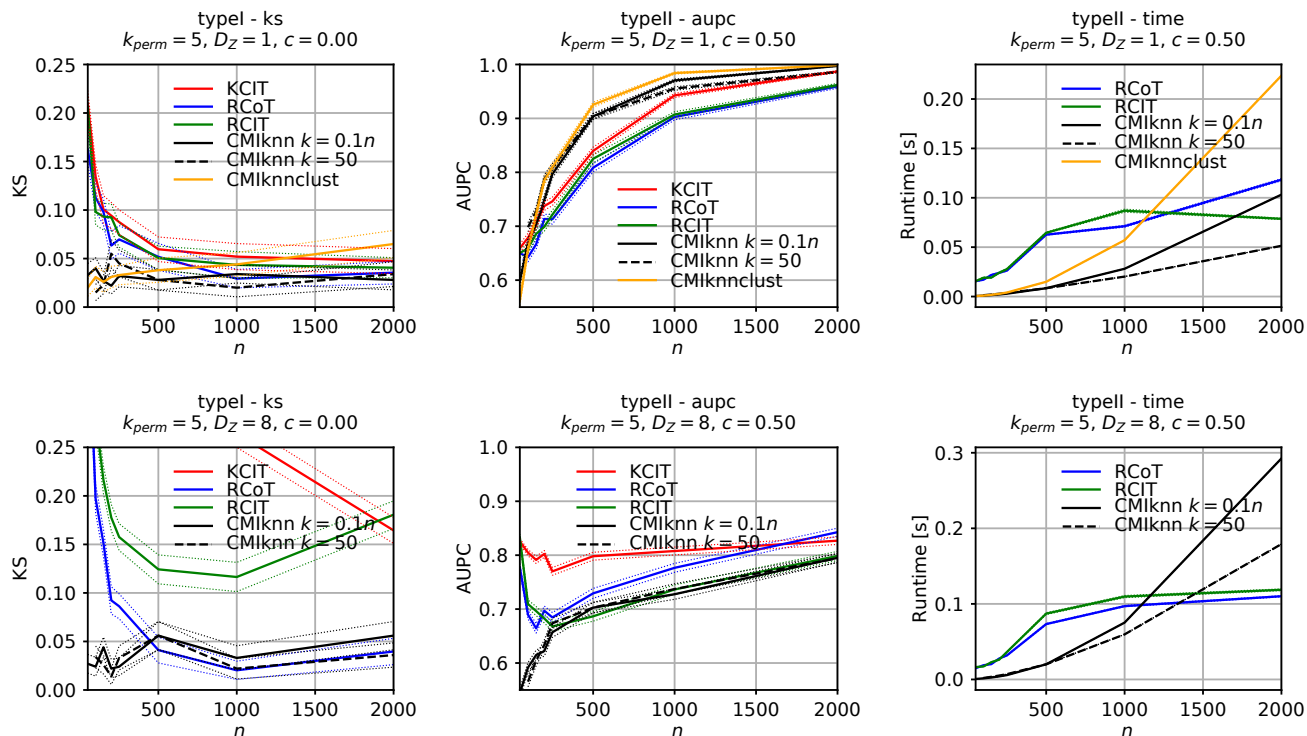 typeI - ks
k_perm = 5, D_Z = 1, c = 0.00
0.25
0.20
0.15
0.10
0.05
0.00
KS
KCIT
RCoT
RCIT
CMIknn k = 0.1n
CMIknn k = 50
CMIknnclust
500
1000
1500
2000
n
typeII - aupc
k_perm = 5, D_Z = 1, c = 0.50
1.0
0.9
0.8
0.7
0.6
AUPC
KCIT
RCoT
RCIT
CMIknn k = 0.1n
CMIknn k = 50
CMIknnclust
500
1000
1500
2000
n
typeII - time
k_perm = 5, D_Z = 1, c = 0.50
0.20
0.15
0.10
0.05
0.00
Runtime [s]
RCoT
RCIT
CMIknn k = 0.1n
CMIknn k = 50
CMIknnclust
500
1000
1500
2000
n
typeI - ks
k_perm = 5, D_Z = 8, c = 0.00
0.25
0.20
0.15
0.10
0.05
0.00
KS
KCIT
RCoT
RCIT
CMIknn k = 0.1n
CMIknn k = 50
500
1000
1500
2000
n
typeII - aupc
k_perm = 5, D_Z = 8, c = 0.50
1.0
0.9
0.8
0.7
0.6
AUPC
KCIT
RCoT
RCIT
CMIknn k = 0.1n
CMIknn k = 50
500
1000
1500
2000
n
typeII - time
k_perm = 5, D_Z = 8, c = 0.50
0.3
0.2
0.1
0.0
Runtime [s]
RCoT
RCIT
CMIknn k = 0.1n
CMIknn k = 50
500
1000
1500
2000
n